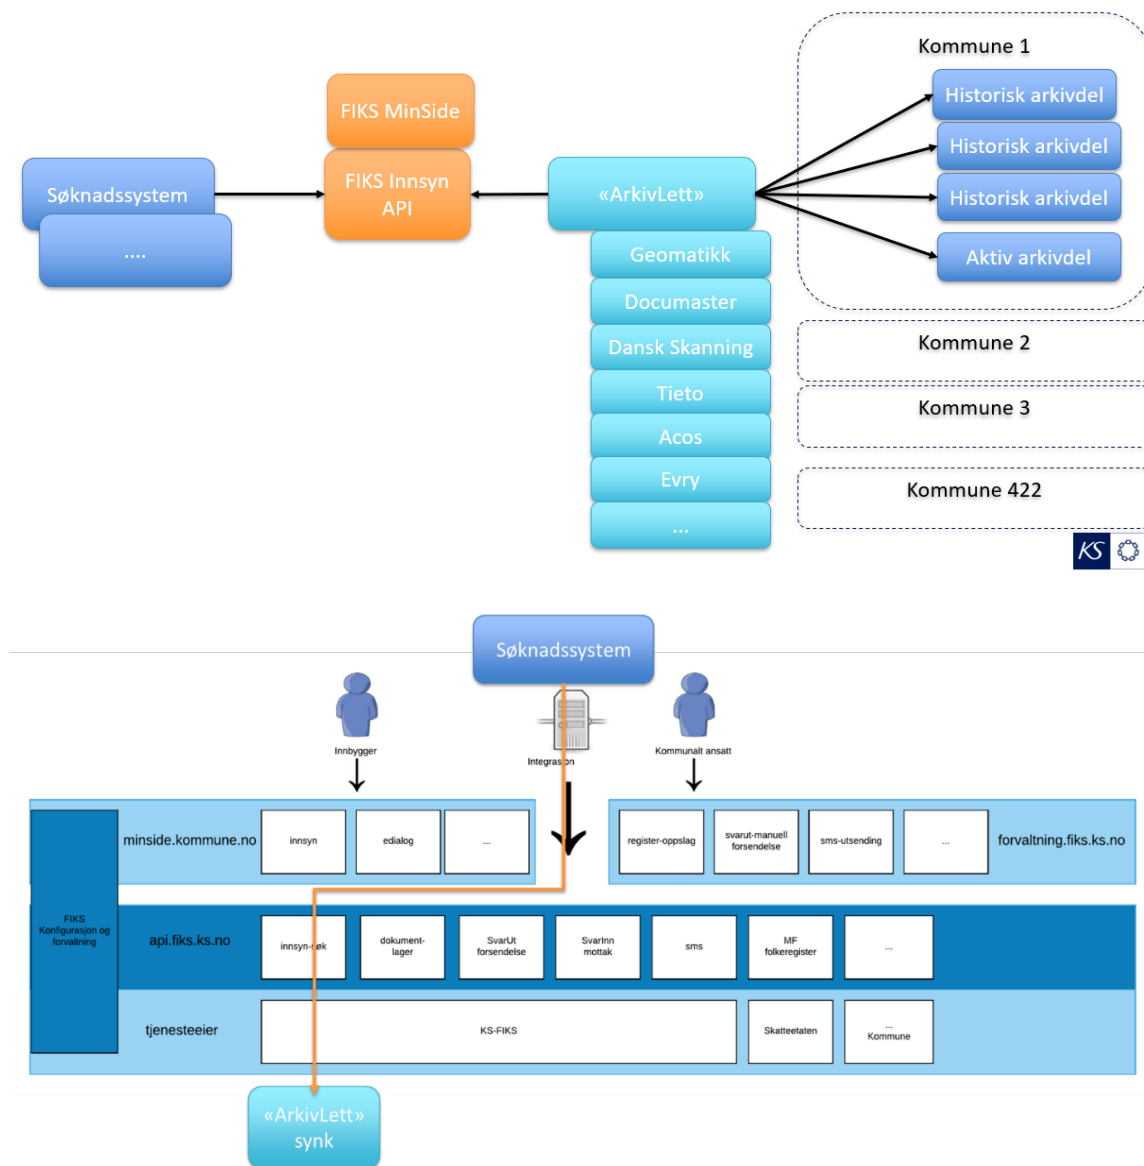 Kommune 1
Historisk arkivdel
Historisk arkivdel
Historisk arkivdel
Aktiv arkivdel
FIKS MinSide
FIKS Innsyn
API
Søknadssystem
....
«ArkivLett»
Geomatikk
Documaster
Dansk Skanning
Tieto
Acos
Evry
...
Kommune 2
Kommune 3
Kommune 422
KS
Søknadssystem
Innbygger
Integrasjon
Kommunalt ansatt
minside.kommune.no
innsyn
edialog
...
register-oppslag
svarut-manuell
forsendelse
sms-utsending
...
forvaltning.fiks.ks.no
FIKS
Konfigurasjon og
forvaltning
api.fiks.ks.no
innsyn-søk
dokument-
lager
SvarUt
forsendelse
SvarInn
mottak
sms
MF
folkeregister
...
tjenesteeier
KS-FIKS
Skatteetaten
...
Kommune
«ArkivLett»
synk